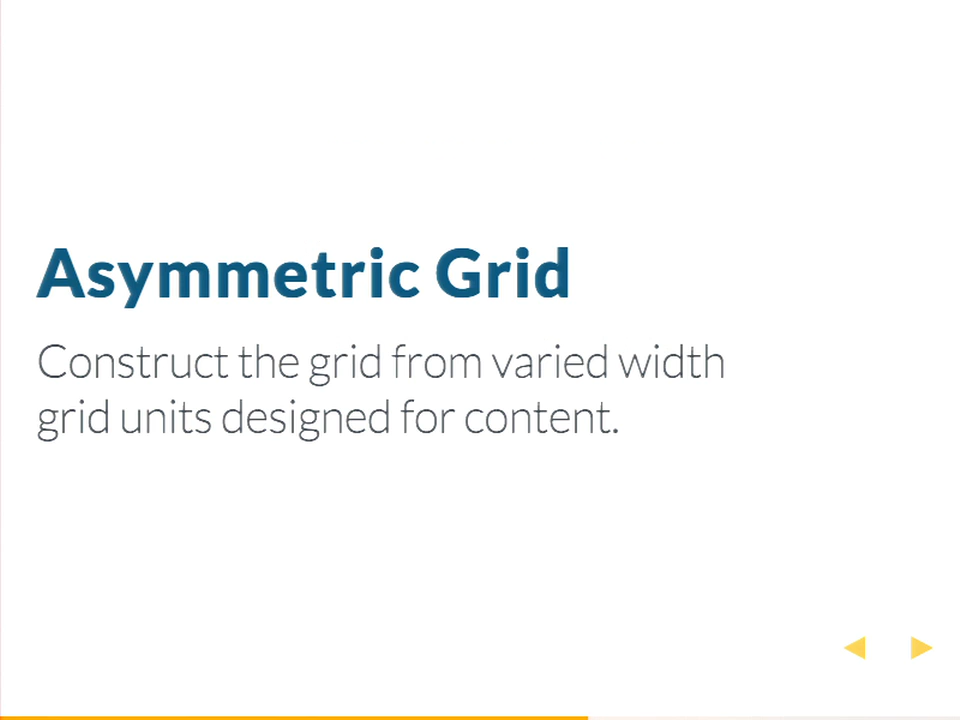 Asymmetric Grid
Construct the grid from varied width
grid units designed for content.